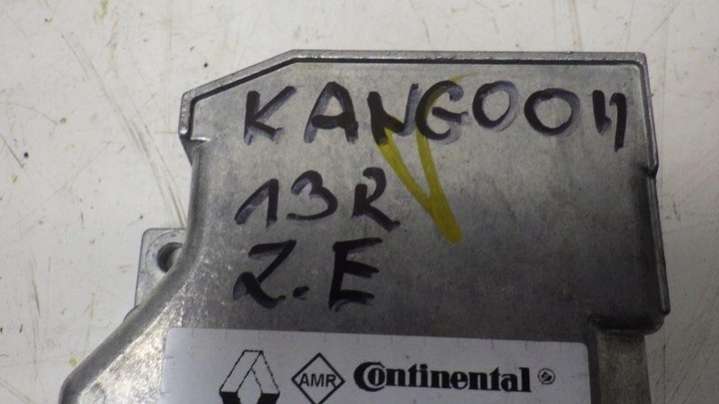 KANGOO II
13R
Z.E
AMR Continental